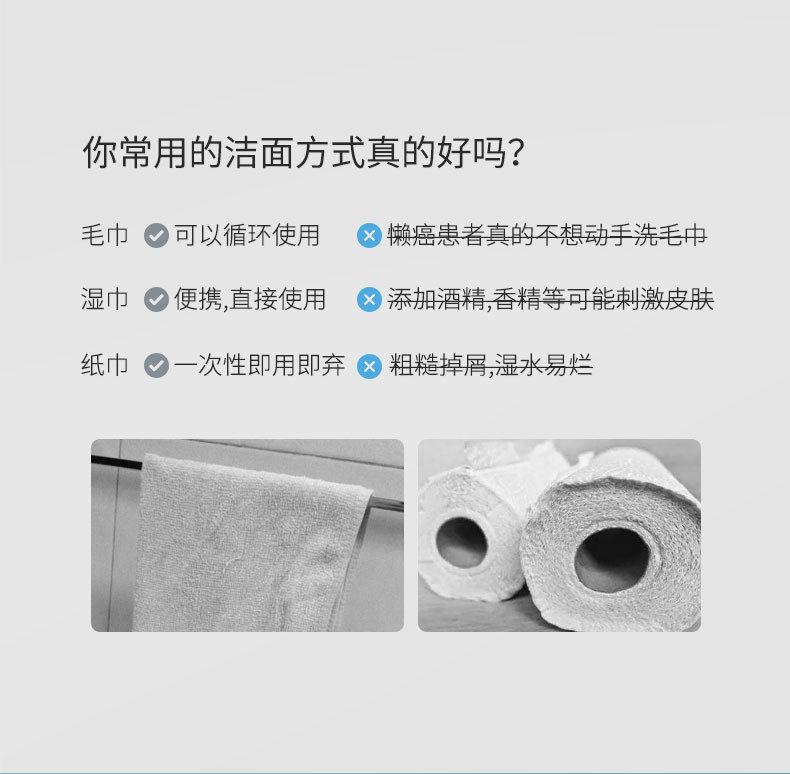 你常用的洁面方式真的好吗？
毛巾 可以循环使用 懒癌患者真的不想动手洗毛巾
湿巾 便携,直接使用 添加酒精,香精等可能刺激皮肤
纸巾 一次性即用即弃 粗糙掉屑,湿水易烂